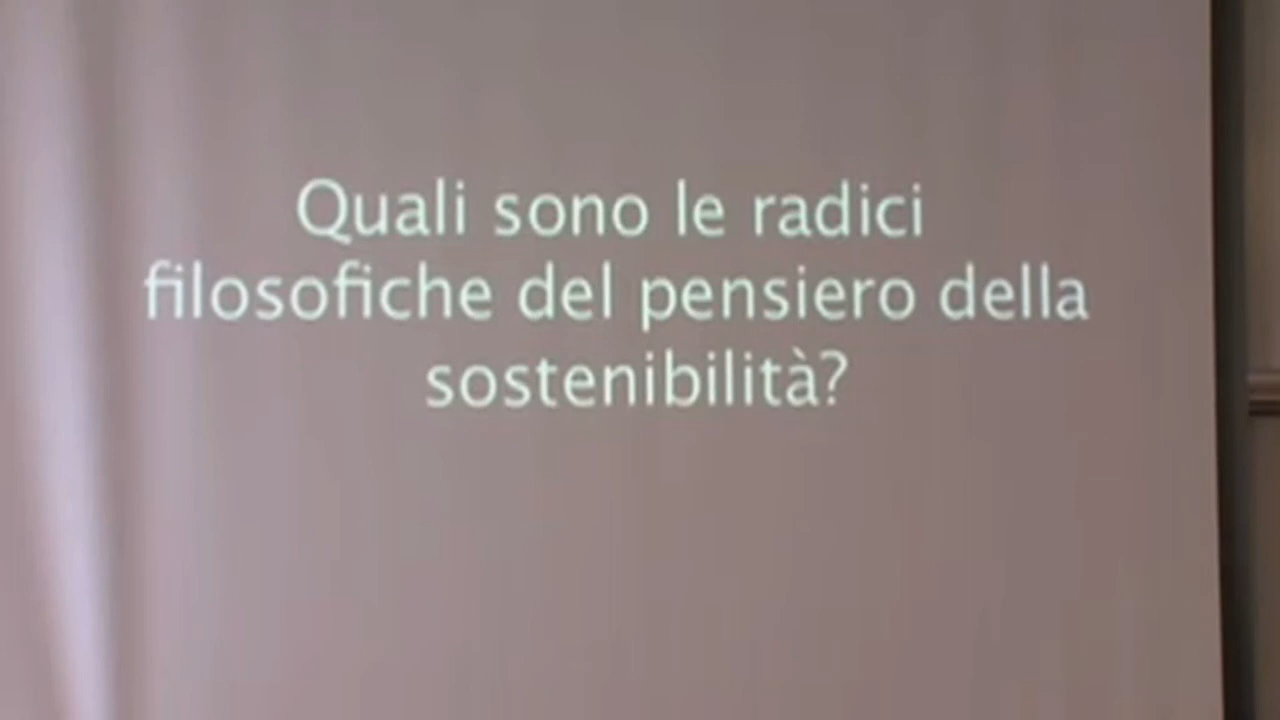 Quali sono le radici
filosofiche del pensiero della
sostenibilità?